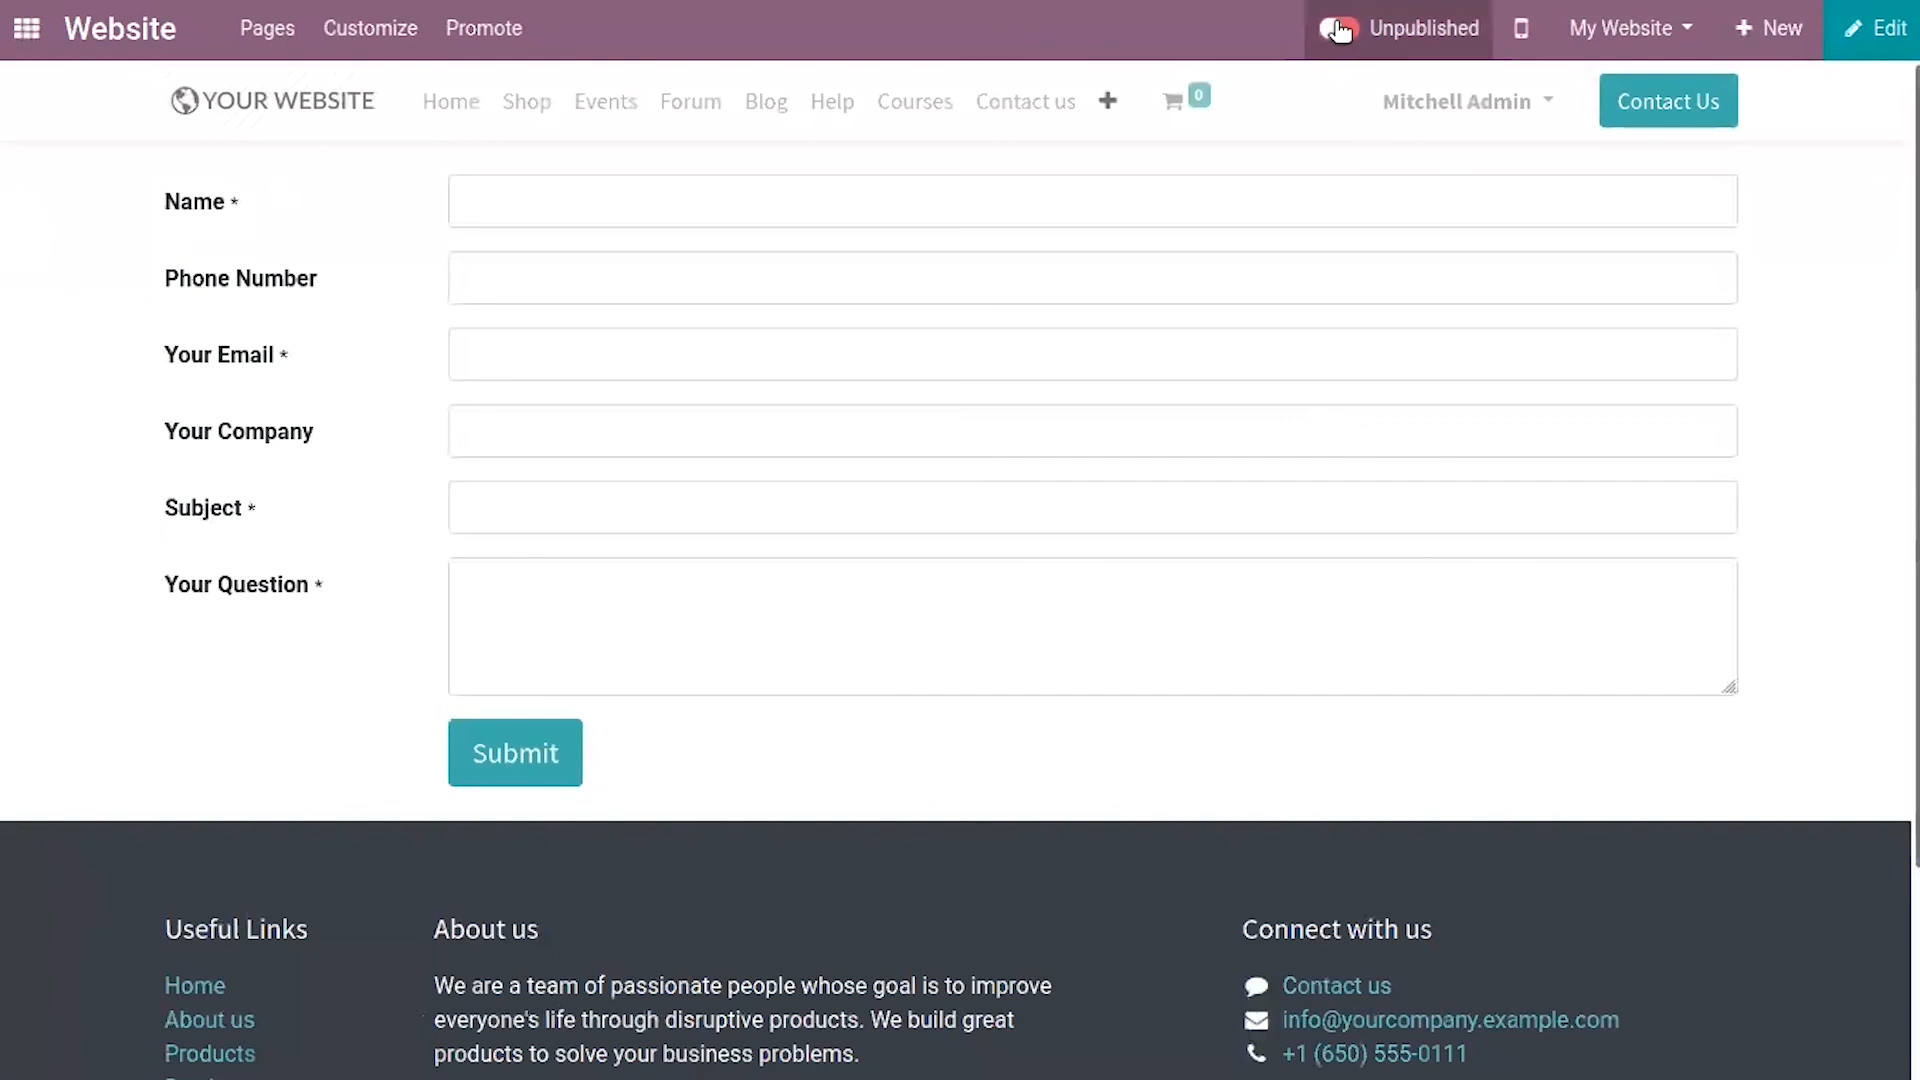 Website Pages Customize Promote Unpublished My Website New Edit
YOUR WEBSITE Home Shop Events Forum Blog Help Courses Contact us 0 Mitchell Admin Contact Us
Name *
Phone Number
Your Email *
Your Company
Subject *
Your Question *
Submit
Useful Links
Home
About us
Products
About us
We are a team of passionate people whose goal is to improve
everyone's life through disruptive products. We build great
products to solve your business problems.
Connect with us
Contact us
info@yourcompany.example.com
+1 (650) 555-0111